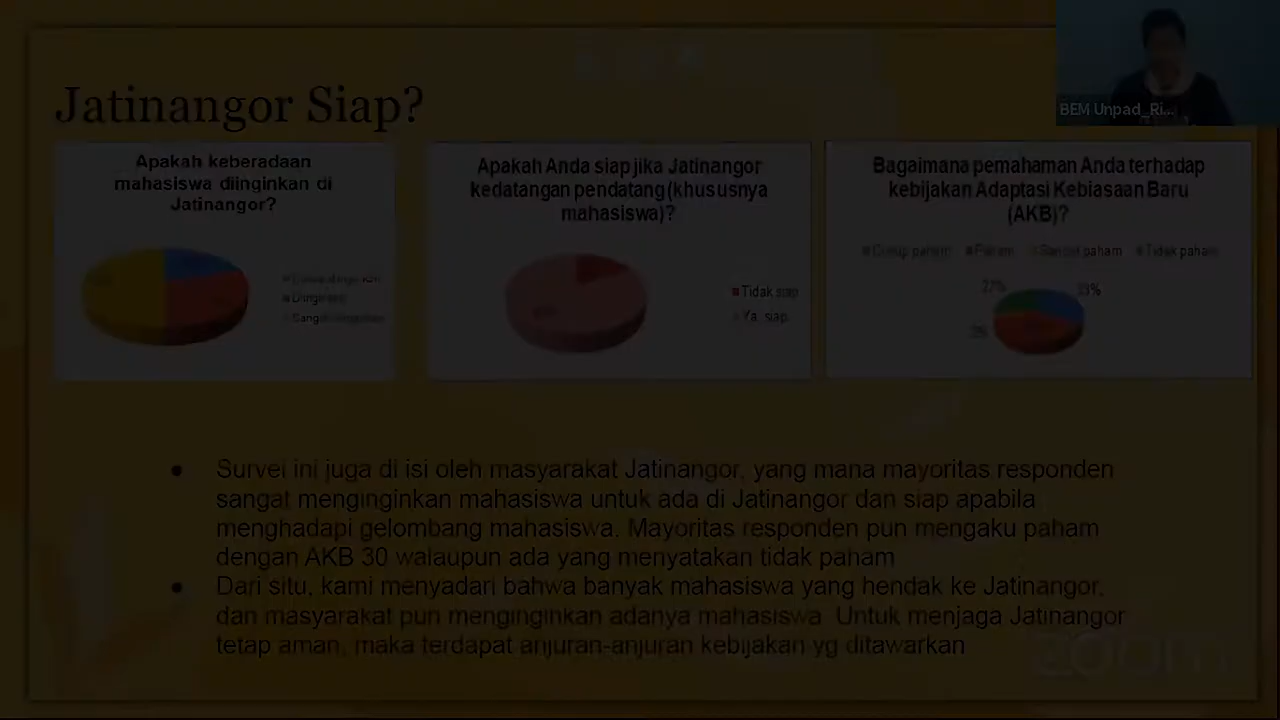 BEM Unpad_Ri...
Jatinangor Siap?
Apakah keberadaan
mahasiswa diinginkan di
Jatinangor?
Apakah Anda siap jika Jatinangor
kedatangan pendatang(khususnya
mahasiswa)?
Tidak siap
Ya, siap
Bagaimana pemahaman Anda terhadap
kebijakan Adaptasi Kebiasaan Baru
(AKB)?
Cukup paham Paham Sangat paham Tidak paham
● Survei ini juga di isi oleh masyarakat Jatinangor, yang mana mayoritas responden
sangat menginginkan mahasiswa untuk ada di Jatinangor dan siap apabila
menghadapi gelombang mahasiswa. Mayoritas responden pun mengaku paham
dengan AKB 30 walaupun ada yang menyatakan tidak paham
● Dari situ, kami menyadari bahwa banyak mahasiswa yang hendak ke Jatinangor,
dan masyarakat pun menginginkan adanya mahasiswa. Untuk menjaga Jatinangor
tetap aman, maka terdapat anjuran-anjuran kebijakan yg ditawarkan
zoom